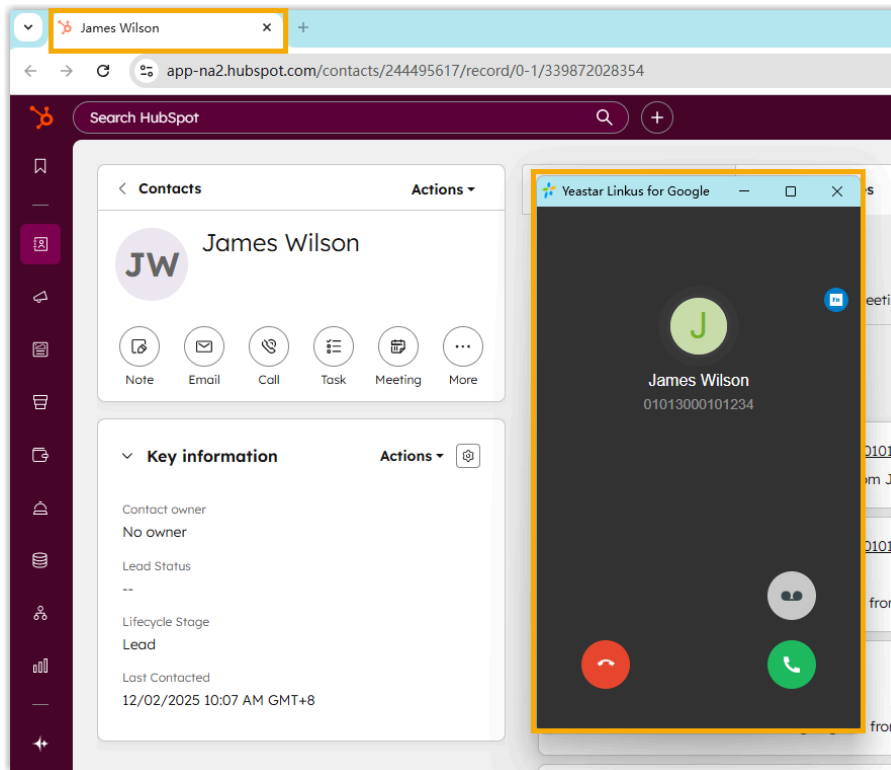 James Wilson
app-na2.hubspot.com/contacts/244495617/record/0-1/339872028354
Search HubSpot
Contacts
Actions
JW
James Wilson
Note
Email
Call
Task
Meeting
More
Key information
Actions
Contact owner
No owner
Lead Status
--
Lifecycle Stage
Lead
Last Contacted
12/02/2025 10:07 AM GMT+8
Yeastar Linkus for Google
J
James Wilson
01013000101234